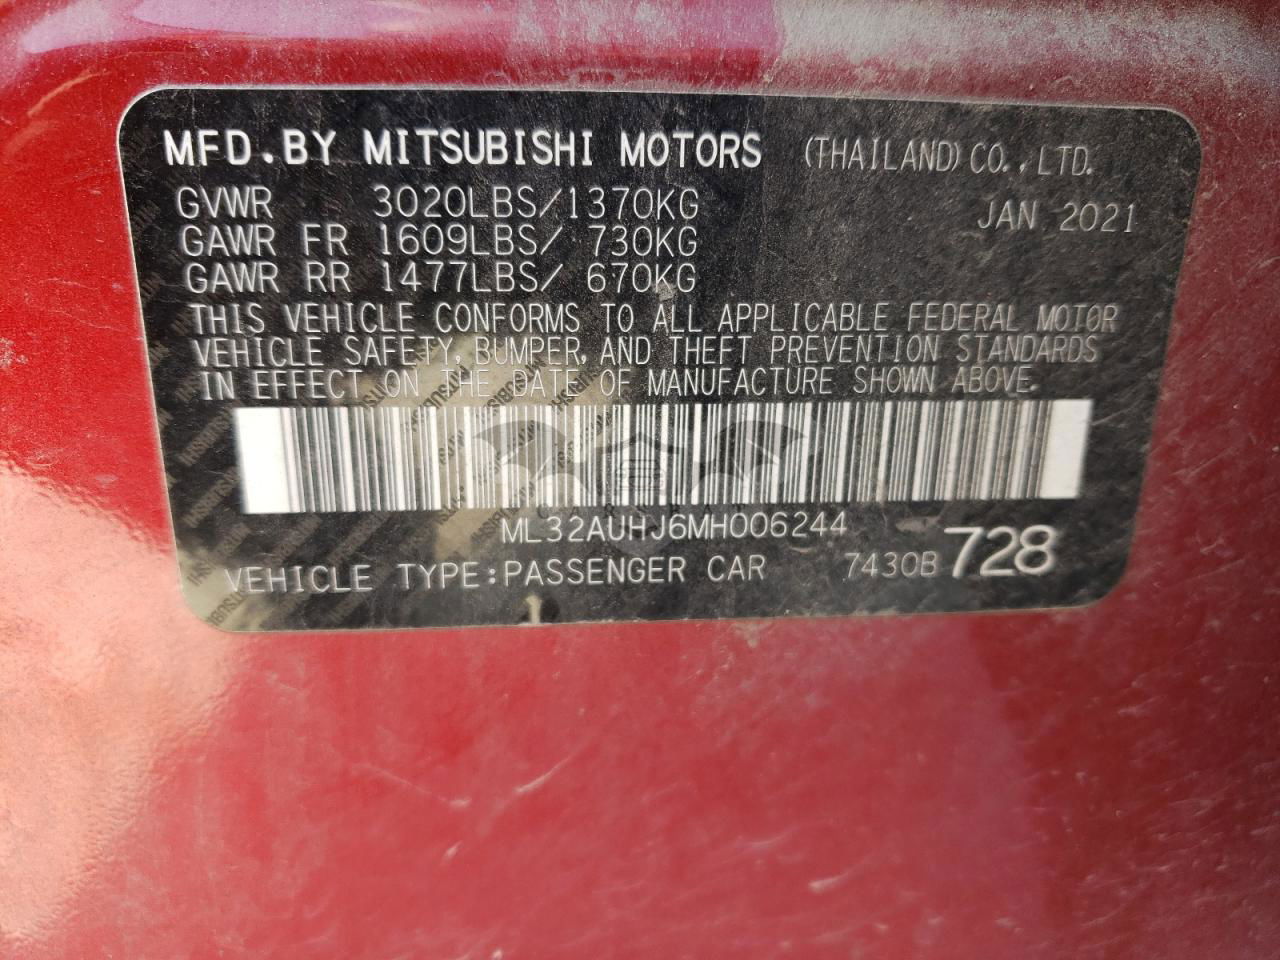 MFD.BY MITSUBISHI MOTORS (THAILAND) CO.,LTD.
GVWR 3020LBS/1370KG JAN 2021
GAWR FR 1609LBS/ 730KG
GAWR RR 1477LBS/ 670KG
THIS VEHICLE CONFORMS TO ALL APPLICABLE FEDERAL MOTOR
VEHICLE SAFETY, BUMPER, AND THEFT PREVENTION STANDARDS
IN EFFECT ON THE DATE OF MANUFACTURE SHOWN ABOVE.
ML32AUHJ6MH006244
VEHICLE TYPE:PASSENGER CAR 7430B 728